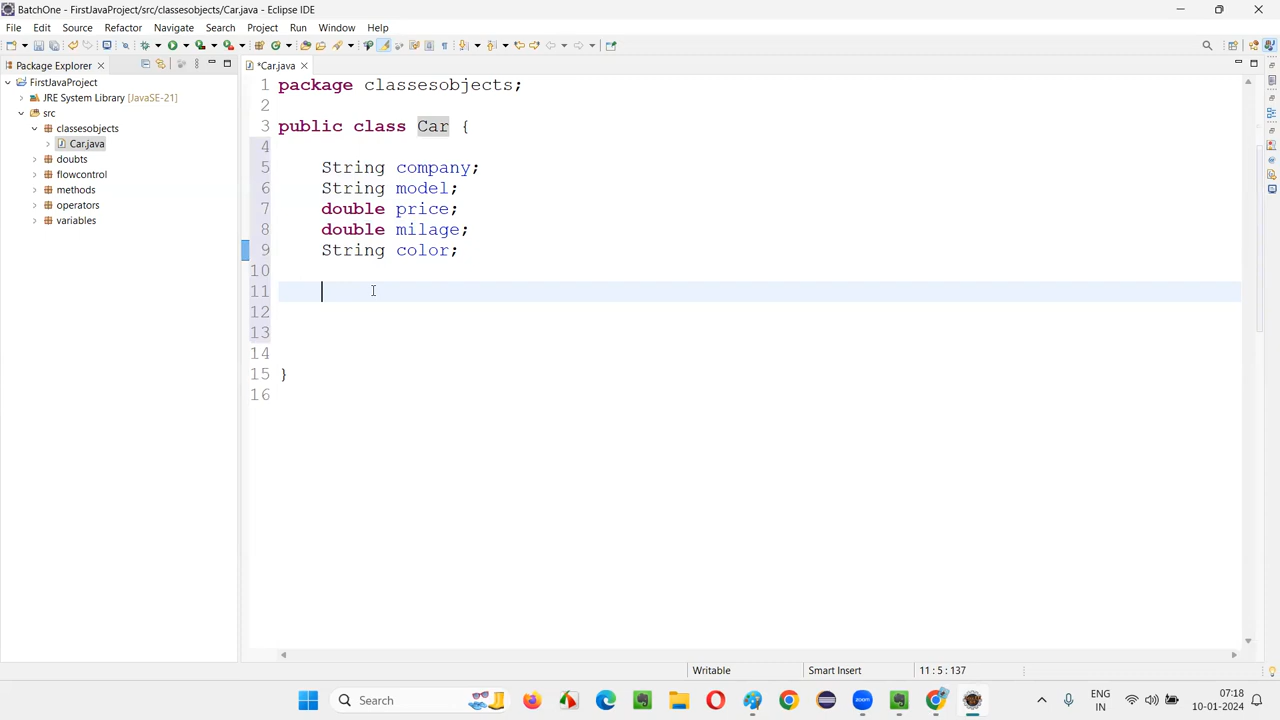 BatchOne - FirstJavaProject/src/classesobjects/Car.java - Eclipse IDE
File Edit Source Refactor Navigate Search Project Run Window Help
Package Explorer
*Car.java
FirstJavaProject
JRE System Library [JavaSE-21]
src
classesobjects
Car.java
doubts
flowcontrol
methods
operators
variables
1 package classesobjects;
2
3 public class Car {
4
5 String company;
6 String model;
7 double price;
8 double milage;
9 String color;
10
11
12
13
14
15 }
16
Writable
Smart Insert
11 : 5 : 137
Search
zoom
ENG
IN
07:18
10-01-2024